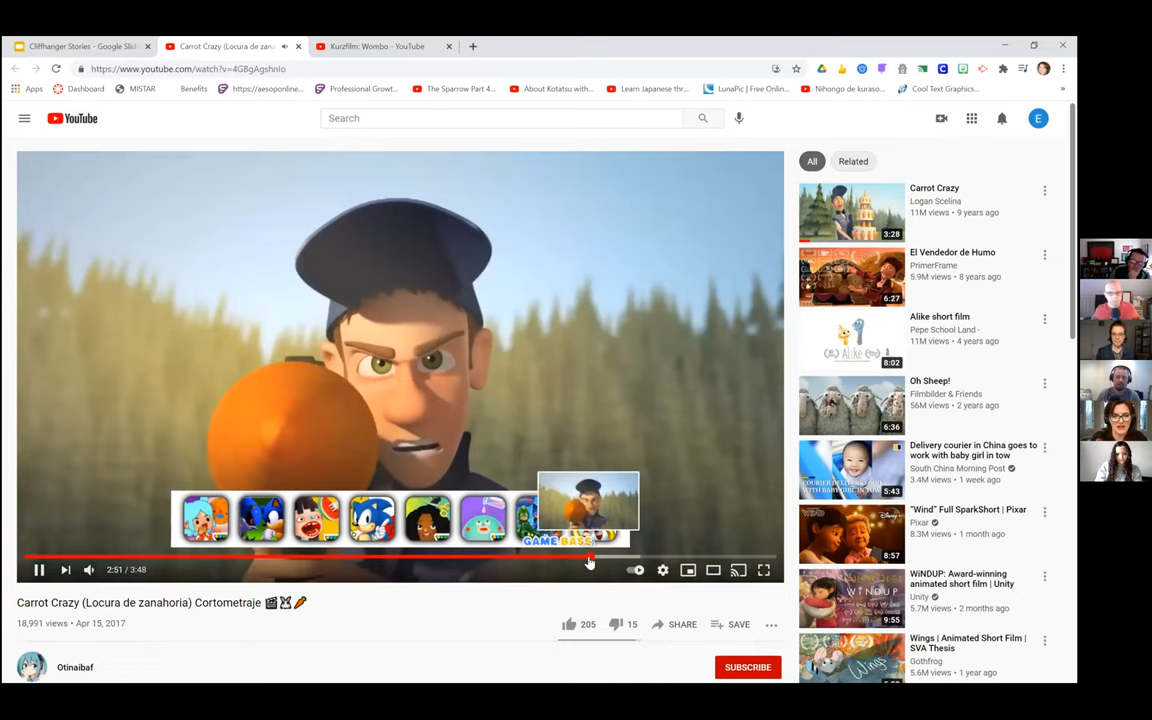 Cliffhanger Stories - Google Slid
Carrot Crazy (Locura de zana
Kurzfilm: Wombo - YouTube
https://www.youtube.com/watch?v=4GBgAgshnIo
Apps
Dashboard
MISTAR
Benefits
https://aesoponline...
Professional Growt...
The Sparrow Part 4...
About Kotatsu with...
Learn Japanese thr...
LunaPic | Free Onlin...
Nihongo de kuraso...
Cool Text Graphics...
YouTube
Search
E
All
Related
Carrot Crazy
Logan Scelina
11M views • 9 years ago
3:28
El Vendedor de Humo
PrimerFrame
5.9M views • 8 years ago
6:27
Alike short film
Pepe School Land -
11M views • 4 years ago
Alike
8:02
Oh Sheep!
Filmbilder & Friends
56M views • 2 years ago
6:36
Delivery courier in China goes to
work with baby girl in tow
South China Morning Post
3.4M views • 1 week ago
5:43
"Wind" Full SparkShort | Pixar
Pixar
8.3M views • 1 month ago
8:57
WiNDUP: Award-winning
animated short film | Unity
Unity
5.7M views • 2 months ago
WiNDUP
9:55
Wings | Animated Short Film |
SVA Thesis
Gothfrog
5.6M views • 1 year ago
Wings
GAME BASS
2:51 / 3:48
Carrot Crazy (Locura de zanahoria) Cortometraje 🎬🐰🥕
18,991 views • Apr 15, 2017
205
15
SHARE
SAVE
Otinaibaf
SUBSCRIBE